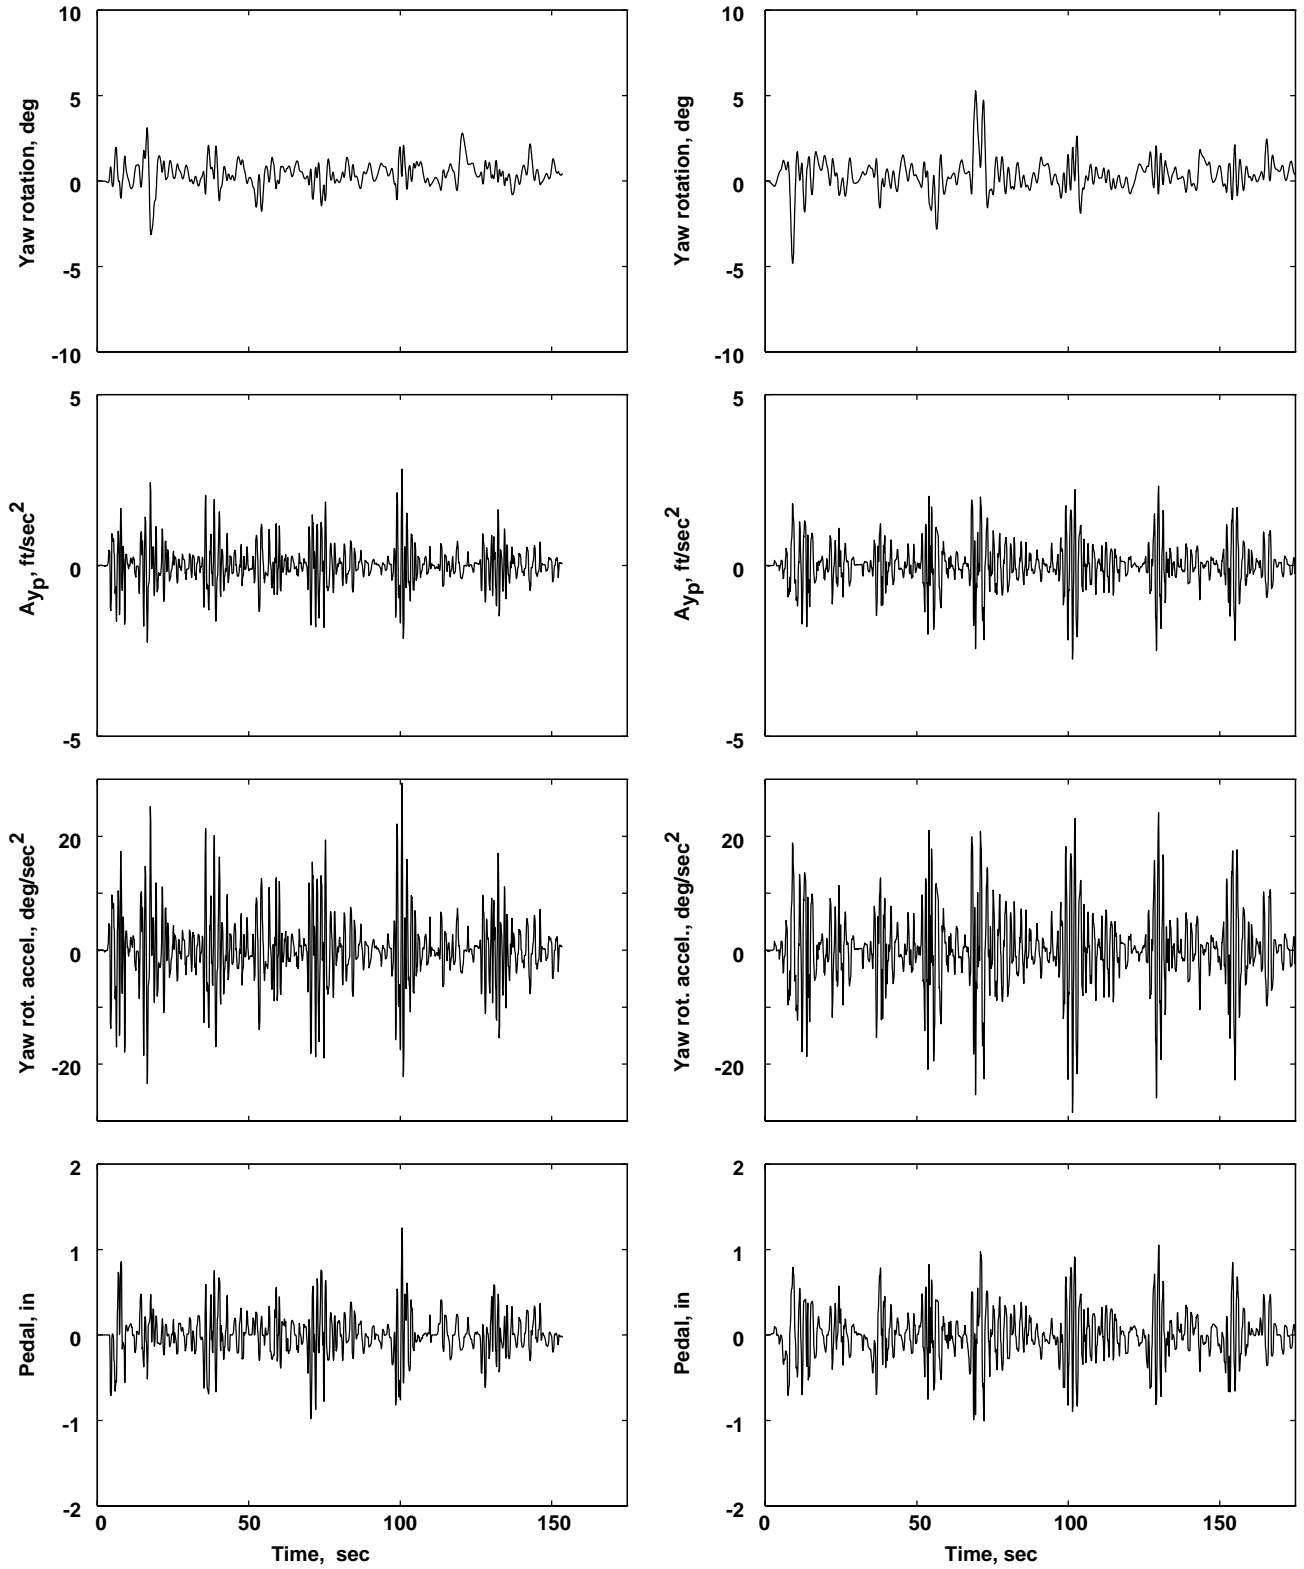 10
5
0
-5
-10
Yaw rotation, deg
10
5
0
-5
-10
Yaw rotation, deg
5
0
-5
Ayp, ft/sec2
5
0
-5
Ayp, ft/sec2
20
0
-20
Yaw rot. accel., deg/sec2
20
0
-20
Yaw rot. accel., deg/sec2
2
1
0
-1
-2
Pedal, in
0 50 100 150
Time, sec
2
1
0
-1
-2
Pedal, in
0 50 100 150
Time, sec